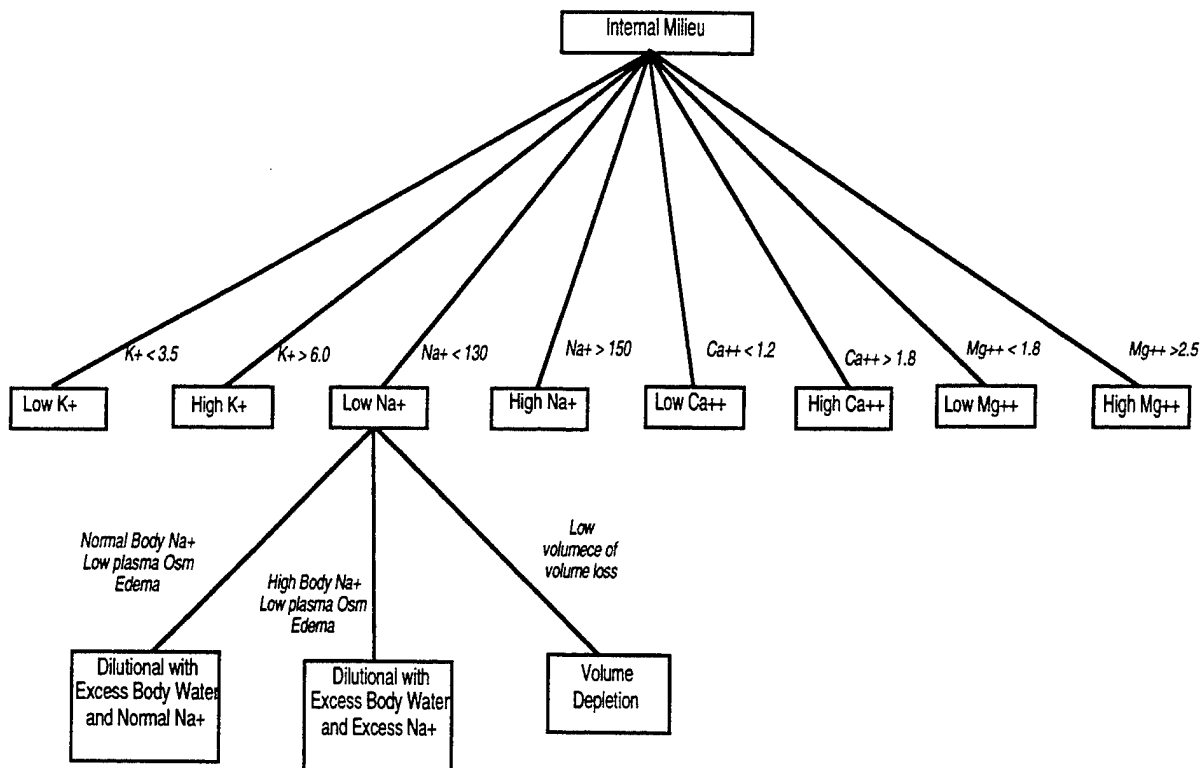 Internal Milieu
K+ < 3.5
K+ > 6.0
Na+ < 130
Na+ > 150
Ca++ < 1.2
Ca++ > 1.8
Mg++ < 1.8
Mg++ >2.5
Low K+
High K+
Low Na+
High Na+
Low Ca++
High Ca++
Low Mg++
High Mg++
Normal Body Na+
Low plasma Osm
Edema
High Body Na+
Low plasma Osm
Edema
Low
volumece of
volume loss
Dilutional with
Excess Body Water
and Normal Na+
Dilutional with
Excess Body Water
and Excess Na+
Volume
Depletion